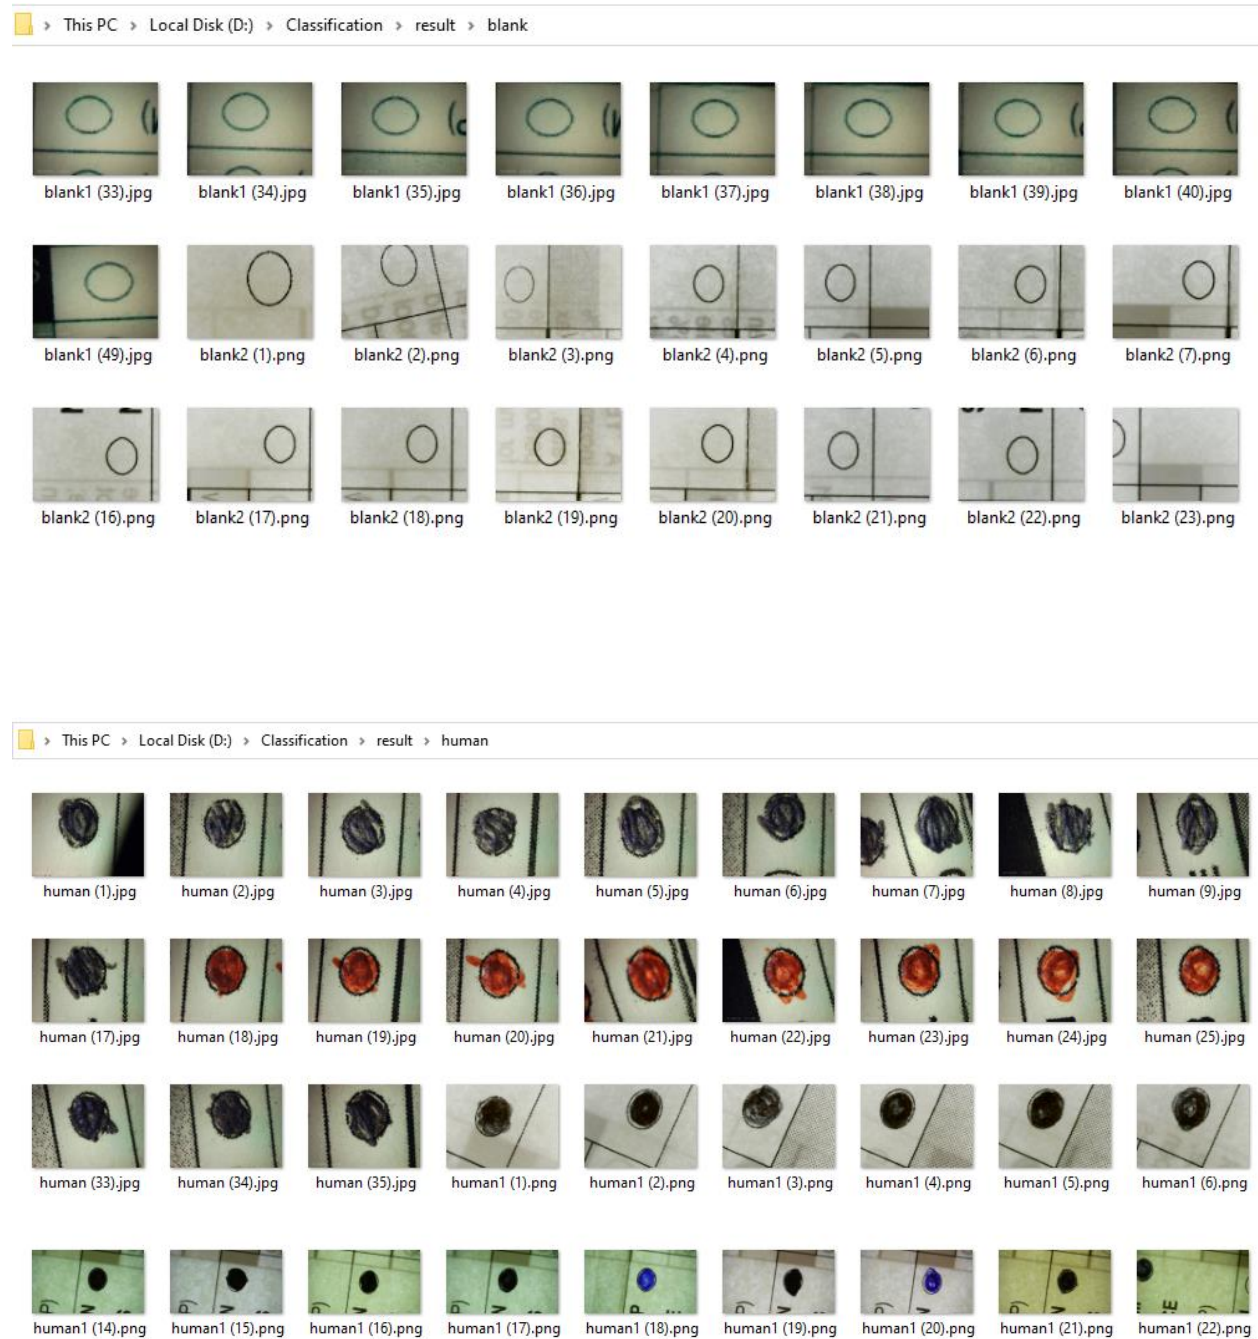 This PC > Local Disk (D:) > Classification > result > blank
blank1 (33).jpg blank1 (34).jpg blank1 (35).jpg blank1 (36).jpg blank1 (37).jpg blank1 (38).jpg blank1 (39).jpg blank1 (40).jpg
blank1 (49).jpg blank2 (1).png blank2 (2).png blank2 (3).png blank2 (4).png blank2 (5).png blank2 (6).png blank2 (7).png
blank2 (16).png blank2 (17).png blank2 (18).png blank2 (19).png blank2 (20).png blank2 (21).png blank2 (22).png blank2 (23).png
This PC > Local Disk (D:) > Classification > result > human
human (1).jpg human (2).jpg human (3).jpg human (4).jpg human (5).jpg human (6).jpg human (7).jpg human (8).jpg human (9).jpg
human (17).jpg human (18).jpg human (19).jpg human (20).jpg human (21).jpg human (22).jpg human (23).jpg human (24).jpg human (25).jpg
human (33).jpg human (34).jpg human (35).jpg human1 (1).png human1 (2).png human1 (3).png human1 (4).png human1 (5).png human1 (6).png
human1 (14).png human1 (15).png human1 (16).png human1 (17).png human1 (18).png human1 (19).png human1 (20).png human1 (21).png human1 (22).png